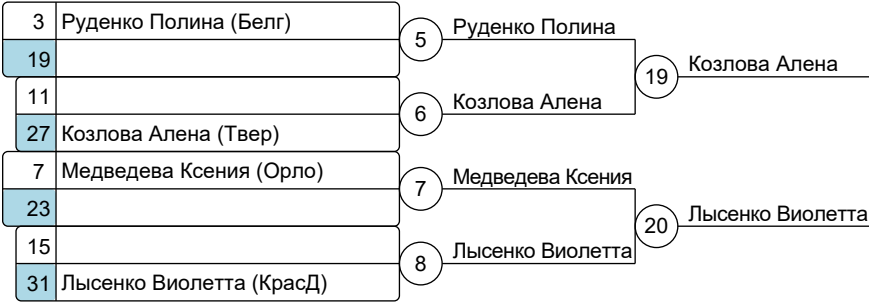 3 Руденко Полина (Белг)
19
11
27 Козлова Алена (Твер)
7 Медведева Ксения (Орло)
23
15
31 Лысенко Виолетта (КрасД)
5 Руденко Полина
6 Козлова Алена
7 Медведева Ксения
8 Лысенко Виолетта
19 Козлова Алена
20 Лысенко Виолетта